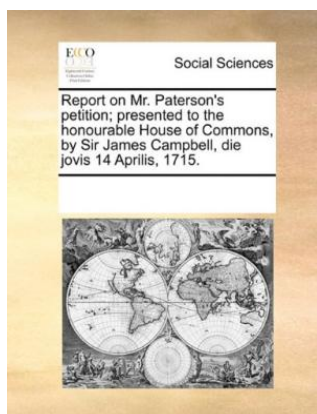 ECCO
Social Sciences
Report on Mr. Paterson's
petition; presented to the
honourable House of Commons,
by Sir James Campbell, die
jovis 14 Aprilis, 1715.